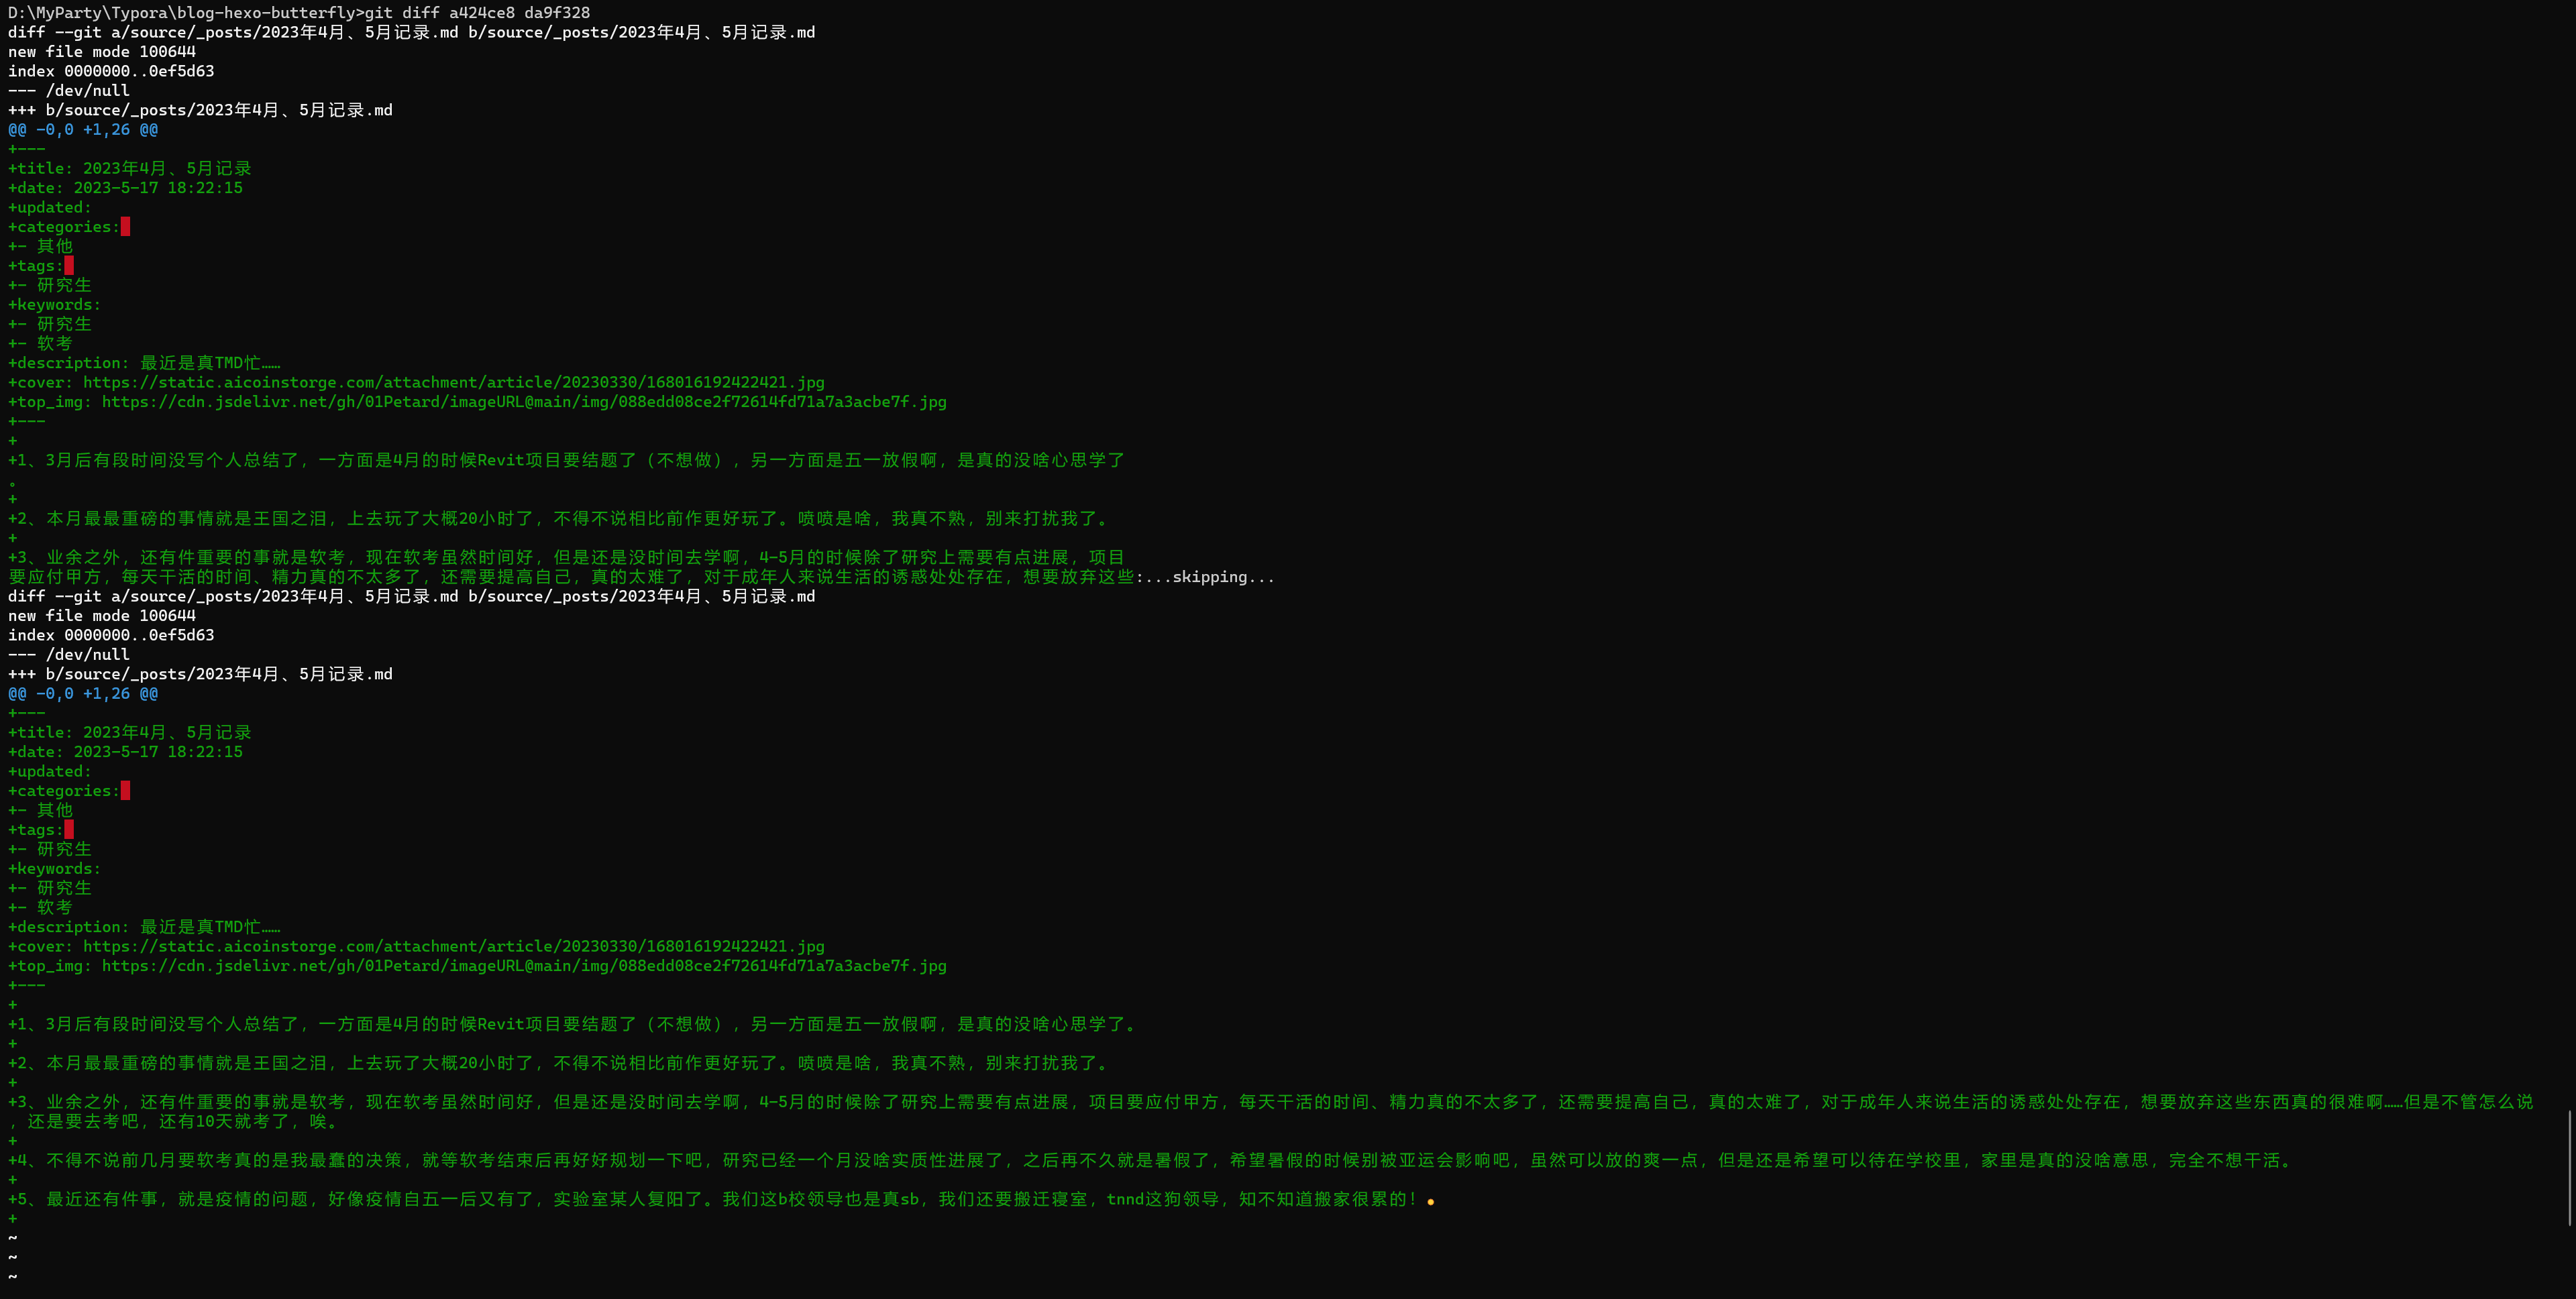 D:\MyParty\Typora\blog-hexo-butterfly>git diff a424ce8 da9f328
diff --git a/source/_posts/2023年4月、5月记录.md b/source/_posts/2023年4月、5月记录.md
new file mode 100644
index 0000000..0ef5d63
--- /dev/null
+++ b/source/_posts/2023年4月、5月记录.md
@@ -0,0 +1,26 @@
+---
+title: 2023年4月、5月记录
+date: 2023-5-17 18:22:15
+updated:
+categories:
+- 其他
+tags:
+- 研究生
+keywords:
+- 研究生
+- 软考
+description: 最近是真TMD忙……
+cover: https://static.aicoinstorge.com/attachment/article/20230330/168016192422421.jpg
+top_img: https://cdn.jsdelivr.net/gh/01Petard/imageURL@main/img/088edd08ce2f72614fd71a7a3acbe7f.jpg
+---
+
+1、3月后有段时间没写个人总结了，一方面是4月的时候Revit项目要结题了（不想做），另一方面是五一放假啊，是真的没啥心思学了
。
+
+2、本月最最重磅的事情就是王国之泪，上去玩了大概20小时了，不得不说相比前作更好玩了。喷喷是啥，我真不熟，别来打扰我了。
+
+3、业余之外，还有件重要的事就是软考，现在软考虽然时间好，但是还是没时间去学啊，4-5月的时候除了研究上需要有点进展，项目
要应付甲方，每天干活的时间、精力真的不太多了，还需要提高自己，真的太难了，对于成年人来说生活的诱惑处处存在，想要放弃这些:...skipping...
diff --git a/source/_posts/2023年4月、5月记录.md b/source/_posts/2023年4月、5月记录.md
new file mode 100644
index 0000000..0ef5d63
--- /dev/null
+++ b/source/_posts/2023年4月、5月记录.md
@@ -0,0 +1,26 @@
+---
+title: 2023年4月、5月记录
+date: 2023-5-17 18:22:15
+updated:
+categories:
+- 其他
+tags:
+- 研究生
+keywords:
+- 研究生
+- 软考
+description: 最近是真TMD忙……
+cover: https://static.aicoinstorge.com/attachment/article/20230330/168016192422421.jpg
+top_img: https://cdn.jsdelivr.net/gh/01Petard/imageURL@main/img/088edd08ce2f72614fd71a7a3acbe7f.jpg
+---
+
+1、3月后有段时间没写个人总结了，一方面是4月的时候Revit项目要结题了（不想做），另一方面是五一放假啊，是真的没啥心思学了。
+
+2、本月最最重磅的事情就是王国之泪，上去玩了大概20小时了，不得不说相比前作更好玩了。喷喷是啥，我真不熟，别来打扰我了。
+
+3、业余之外，还有件重要的事就是软考，现在软考虽然时间好，但是还是没时间去学啊，4-5月的时候除了研究上需要有点进展，项目要应付甲方，每天干活的时间、精力真的不太多了，还需要提高自己，真的太难了，对于成年人来说生活的诱惑处处存在，想要放弃这些东西真的很难啊……但是不管怎么说
，还是要去考吧，还有10天就考了，唉。
+
+4、不得不说前几月要软考真的是我最蠢的决策，就等软考结束后再好好规划一下吧，研究已经一个月没啥实质性进展了，之后再不久就是暑假了，希望暑假的时候别被亚运会影响吧，虽然可以放的爽一点，但是还是希望可以待在学校里，家里是真的没啥意思，完全不想干活。
+
+5、最近还有件事，就是疫情的问题，好像疫情自五一后又有了，实验室某人复阳了。我们这b校领导也是真sb，我们还要搬迁寝室，tnnd这狗领导，知不知道搬家很累的！
+
~
~
~